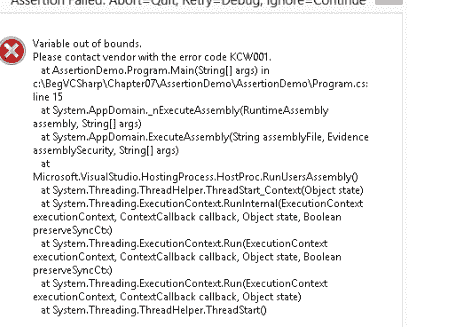 Assertion Failed: Abort=Quit, Retry=Debug, Ignore=Continue
Variable out of bounds.
Please contact vendor with the error code KCW001.
at AssertionDemo.Program.Main(String[] args) in
c:\BegVCSharp\Chapter07\AssertionDemo\AssertionDemo\Program.cs:
line 15
at System.AppDomain._nExecuteAssembly(RuntimeAssembly
assembly, String[] args)
at System.AppDomain.ExecuteAssembly(String assemblyFile, Evidence
assemblySecurity, String[] args)
at
Microsoft.VisualStudio.HostingProcess.HostProc.RunUsersAssembly()
at System.Threading.ThreadHelper.ThreadStart_Context(Object state)
at System.Threading.ExecutionContext.RunInternal(ExecutionContext
executionContext, ContextCallback callback, Object state, Boolean
preserveSyncCtx)
at System.Threading.ExecutionContext.Run(ExecutionContext
executionContext, ContextCallback callback, Object state, Boolean
preserveSyncCtx)
at System.Threading.ExecutionContext.Run(ExecutionContext
executionContext, ContextCallback callback, Object state)
at System.Threading.ThreadHelper.ThreadStart()